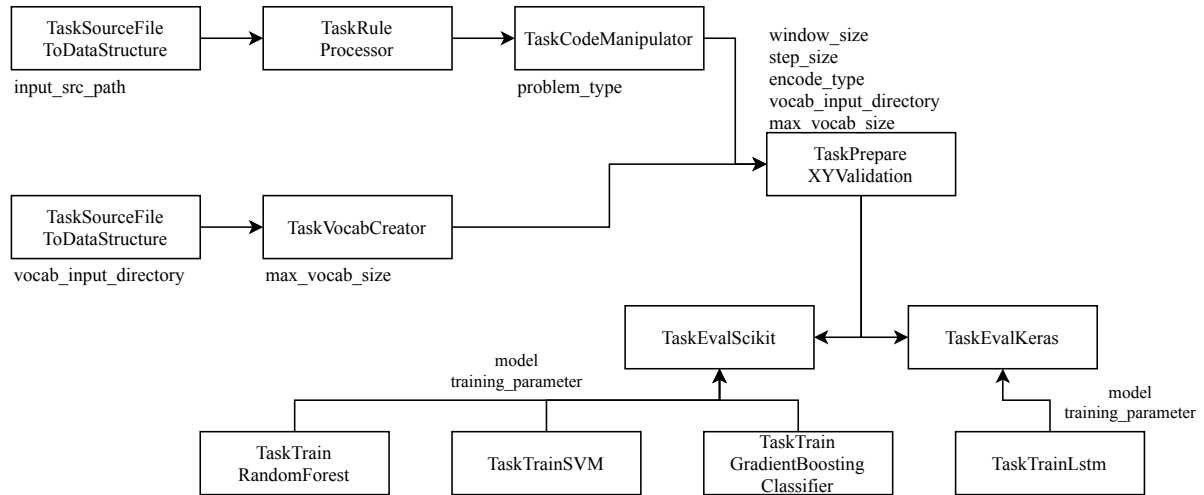 TaskSourceFile
ToDataStructure
input_src_path
TaskRule
Processor
TaskCodeManipulator
problem_type
window_size
step_size
encode_type
vocab_input_directory
max_vocab_size
TaskPrepare
XYValidation
TaskSourceFile
ToDataStructure
vocab_input_directory
TaskVocabCreator
max_vocab_size
TaskEvalScikit
TaskEvalKeras
model
training_parameter
model
training_parameter
TaskTrain
RandomForest
TaskTrainSVM
TaskTrain
GradientBoosting
Classifier
TaskTrainLstm